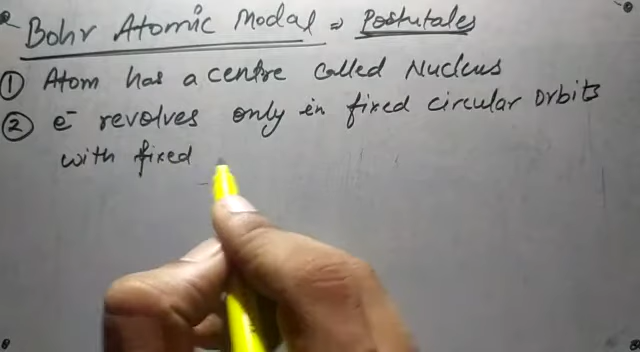 Bohr Atomic Modal ⇒ Postutales
① Atom has a centre called Nucleus
② e⁻ revolves only in fixed circular orbits
with fixed